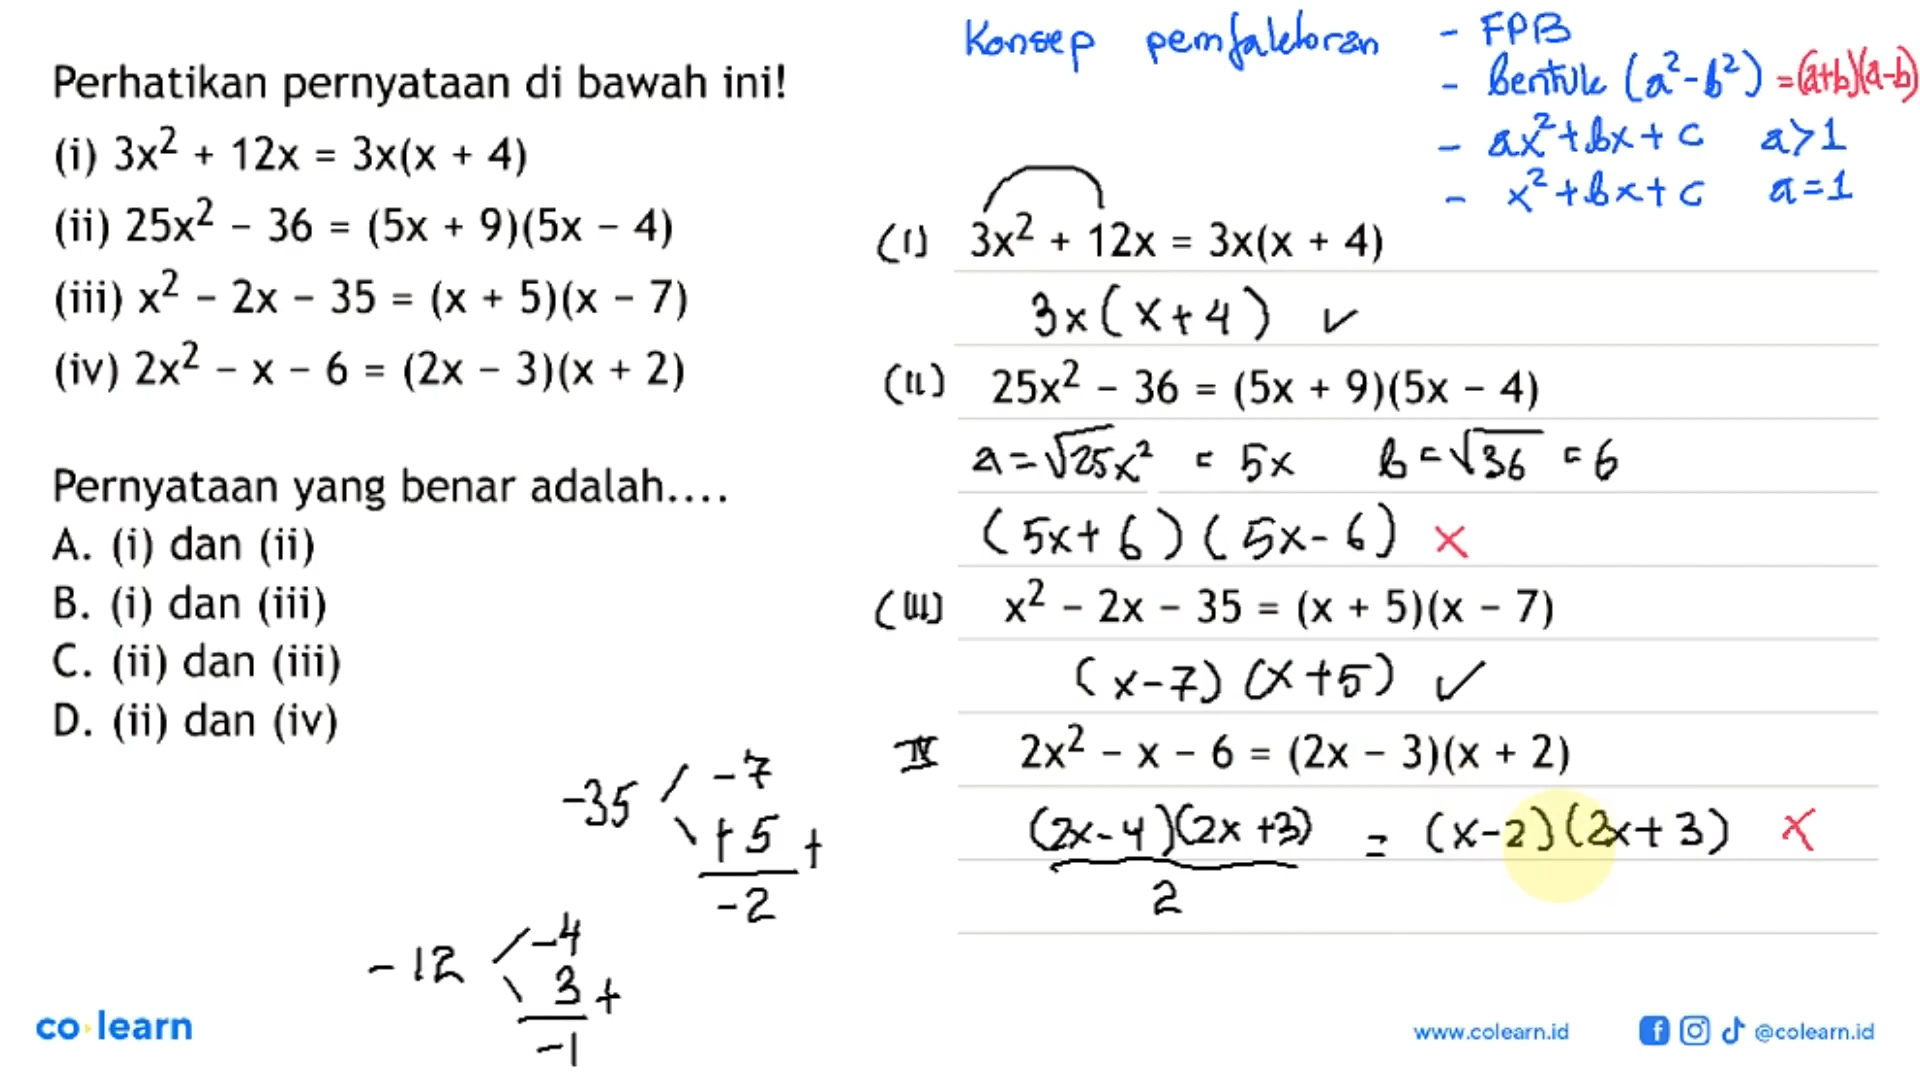 Perhatikan pernyataan di bawah ini!
(i) 3x² + 12x = 3x(x + 4)
(ii) 25x² − 36 = (5x + 9)(5x − 4)
(iii) x² − 2x − 35 = (x + 5)(x − 7)
(iv) 2x² − x − 6 = (2x − 3)(x + 2)
Pernyataan yang benar adalah....
A. (i) dan (ii)
B. (i) dan (iii)
C. (ii) dan (iii)
D. (ii) dan (iv)
-35 -7
+5 +
-2
-12 -4
3 +
-1
Konsep pemfaktoran
- FPB
- Bentuk (a²-b²) =(a+b)(a-b)
- ax²+bx+c a>1
- x²+bx+c a=1
(I) 3x² + 12x = 3x(x + 4)
3x(x+4) ✓
(II) 25x² − 36 = (5x + 9)(5x − 4)
a=√25x² = 5x b=√36 = 6
(5x+6)(5x-6) ×
(III) x² − 2x − 35 = (x + 5)(x − 7)
(x-7)(x+5) ✓
IV 2x² − x − 6 = (2x − 3)(x + 2)
(2x-4)(2x+3) = (x-2)(2x+3) ×
2
co learn
www.colearn.id @colearn.id